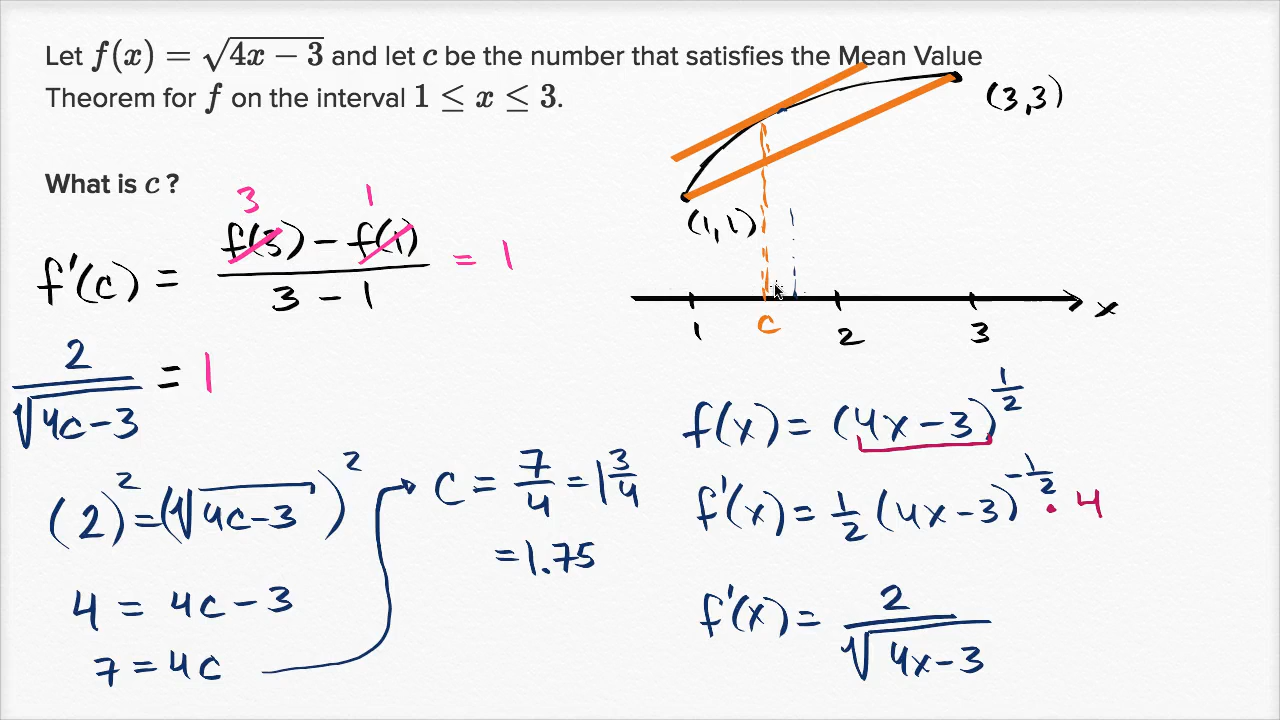 Let f(x) = √(4x − 3) and let c be the number that satisfies the Mean Value
Theorem for f on the interval 1 ≤ x ≤ 3.
What is c ?
3 1
f'(c) = (f(3) − f(1))/(3 − 1) = 1
2/√(4c−3) = 1
(2)² = (√(4c−3))²
4 = 4c − 3
7 = 4c
c = 7/4 = 1 3/4
= 1.75
(3,3)
(1,1)
1 c 2 3 x
f(x) = (4x−3)^(1/2)
f'(x) = 1/2 (4x−3)^(−1/2) · 4
f'(x) = 2/√(4x−3)